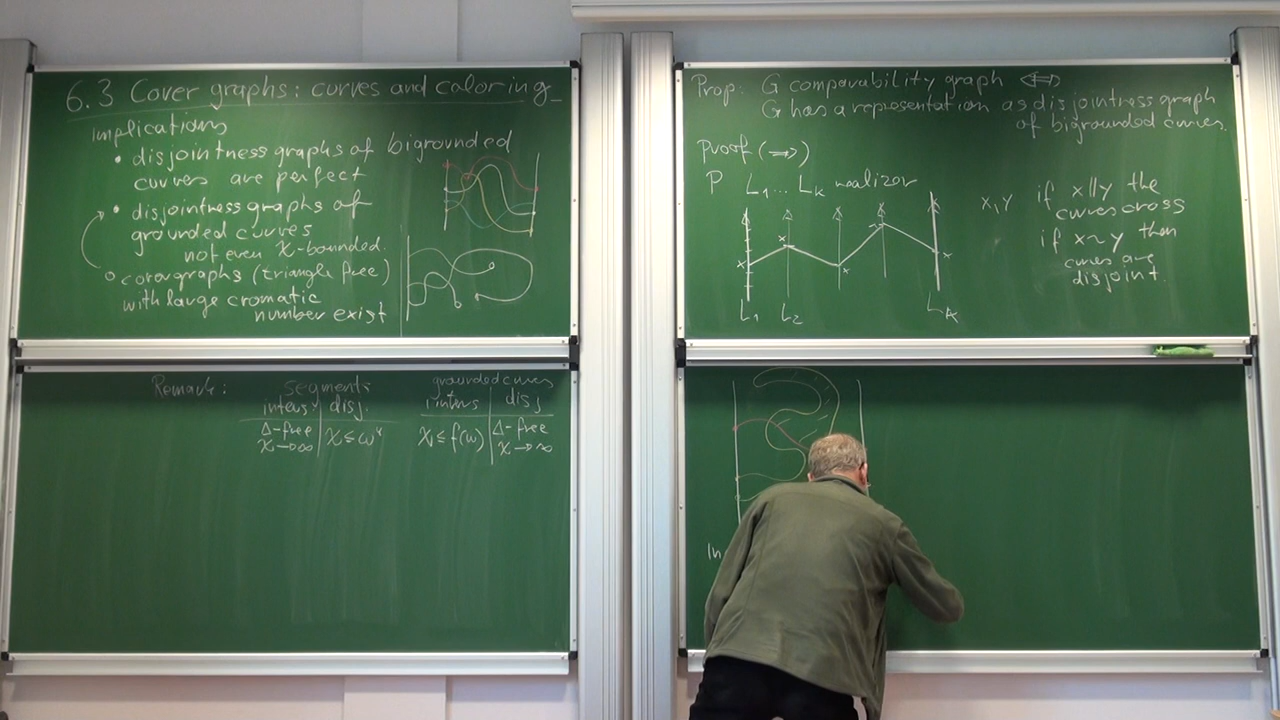 6.3 Cover graphs: curves and coloring
Implications
• disjointness graphs of bigrounded
curves are perfect
• disjointness graphs of
grounded curves
not even χ-bounded.
∘ covergraphs (triangle free)
with large cromatic
number exist
Remark:
segments
inters. | disj.
Δ-free | χ ≤ ω⁴
χ → ∞
grounded curves
inters | disj
χ ≤ f(ω) | Δ-free
χ → ∞
Prop: G comparability graph ⟺
G has a representation as disjointness graph
of bigrounded curves.
Proof (⟹)
P L₁ ... Lₖ realizer
x
x
x
x
L₁ L₂ Lₖ
x, y if x∥y the
curves cross
if x∼y then
curves are
disjoint.
In